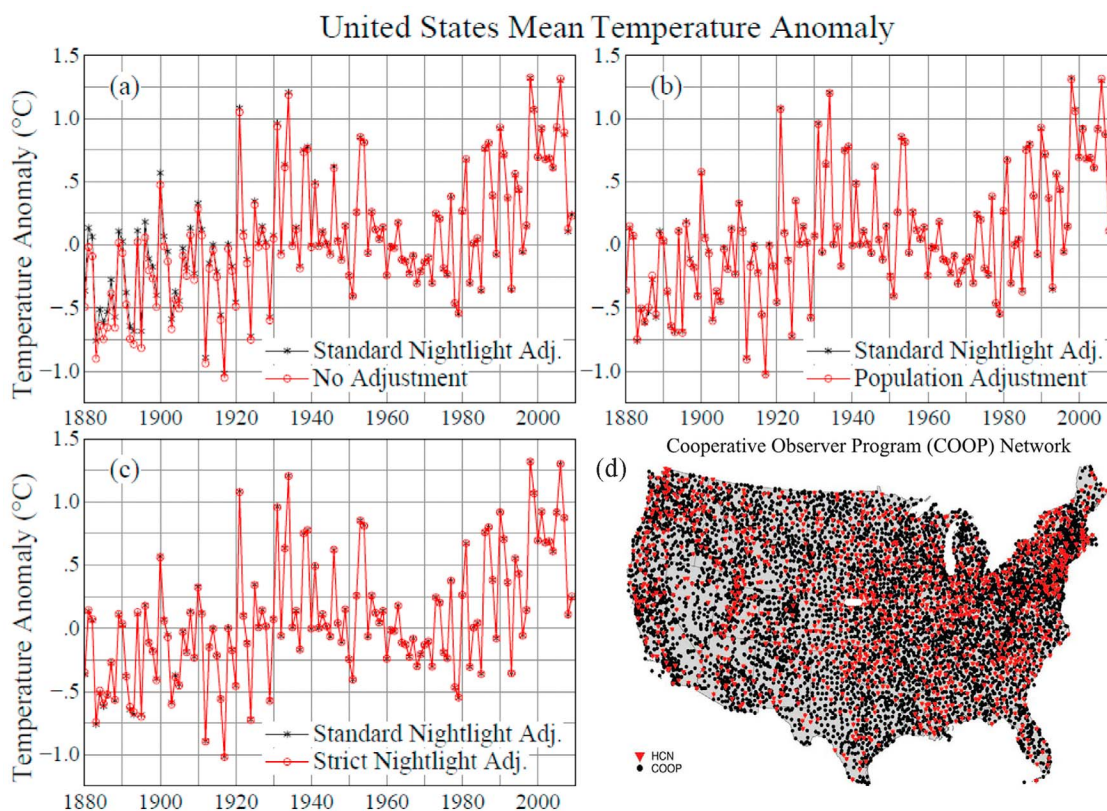 United States Mean Temperature Anomaly
(a)
Temperature Anomaly (°C)
1.5
1.0
.5
.0
−0.5
−1.0
Standard Nightlight Adj.
No Adjustment
1880 1900 1920 1940 1960 1980 2000
(b)
1.5
1.0
.5
.0
−0.5
−1.0
Standard Nightlight Adj.
Population Adjustment
1880 1900 1920 1940 1960 1980 2000
(c)
Temperature Anomaly (°C)
1.5
1.0
.5
.0
−0.5
−1.0
Standard Nightlight Adj.
Strict Nightlight Adj.
1880 1900 1920 1940 1960 1980 2000
Cooperative Observer Program (COOP) Network
(d)
HCN
COOP